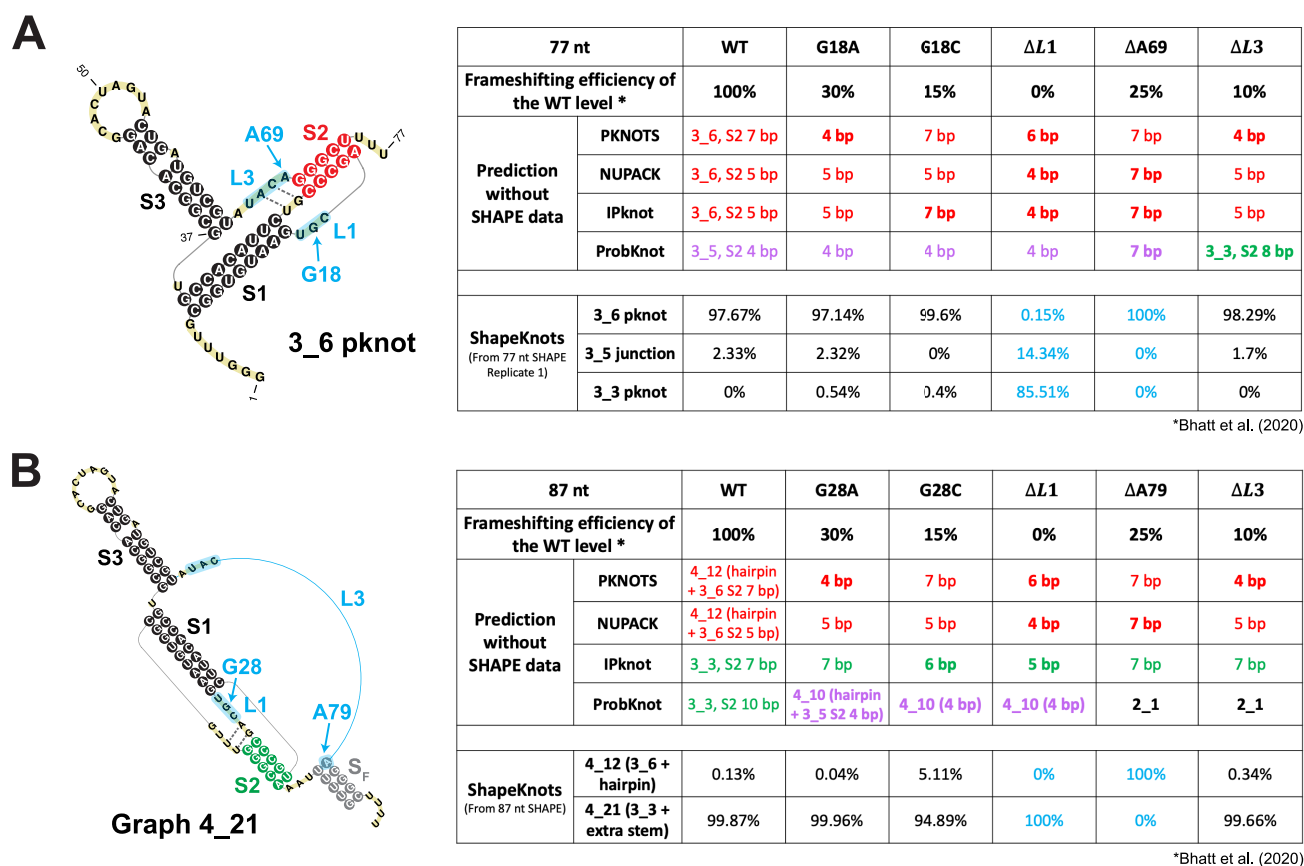 A
50
A69
S2
77
L3
S3
37
L1
G18
S1
3_6 pknot
1
77 nt WT G18A G18C ΔL1 ΔA69 ΔL3
Frameshifting efficiency of
the WT level * 100% 30% 15% 0% 25% 10%
Prediction
without
SHAPE data
PKNOTS 3_6, S2 7 bp 4 bp 7 bp 6 bp 7 bp 4 bp
NUPACK 3_6, S2 5 bp 5 bp 5 bp 4 bp 7 bp 5 bp
IPknot 3_6, S2 5 bp 5 bp 7 bp 4 bp 7 bp 5 bp
ProbKnot 3_5, S2 4 bp 4 bp 4 bp 4 bp 7 bp 3_3, S2 8 bp
ShapeKnots
(From 77 nt SHAPE
Replicate 1)
3_6 pknot 97.67% 97.14% 99.6% 0.15% 100% 98.29%
3_5 junction 2.33% 2.32% 0% 14.34% 0% 1.7%
3_3 pknot 0% 0.54% 0.4% 85.51% 0% 0%
*Bhatt et al. (2020)
B
S3
L3
S1
G28
L1
A79
S2
SF
Graph 4_21
87 nt WT G28A G28C ΔL1 ΔA79 ΔL3
Frameshifting efficiency of
the WT level * 100% 30% 15% 0% 25% 10%
Prediction
without
SHAPE data
PKNOTS 4_12 (hairpin
+ 3_6 S2 7 bp) 4 bp 7 bp 6 bp 7 bp 4 bp
NUPACK 4_12 (hairpin
+ 3_6 S2 5 bp) 5 bp 5 bp 4 bp 7 bp 5 bp
IPknot 3_3, S2 7 bp 7 bp 6 bp 5 bp 7 bp 7 bp
ProbKnot 3_3, S2 10 bp 4_10 (hairpin
+ 3_5 S2 4 bp) 4_10 (4 bp) 4_10 (4 bp) 2_1 2_1
ShapeKnots
(From 87 nt SHAPE)
4_12 (3_6 +
hairpin) 0.13% 0.04% 5.11% 0% 100% 0.34%
4_21 (3_3 +
extra stem) 99.87% 99.96% 94.89% 100% 0% 99.66%
*Bhatt et al. (2020)